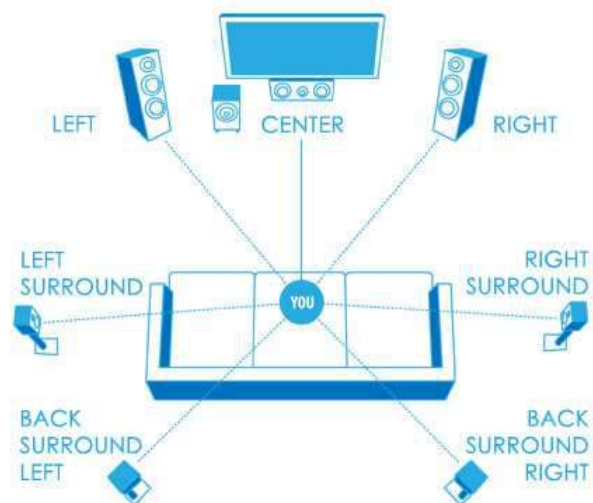 LEFT
CENTER
RIGHT
LEFT
SURROUND
RIGHT
SURROUND
YOU
BACK
SURROUND
LEFT
BACK
SURROUND
RIGHT